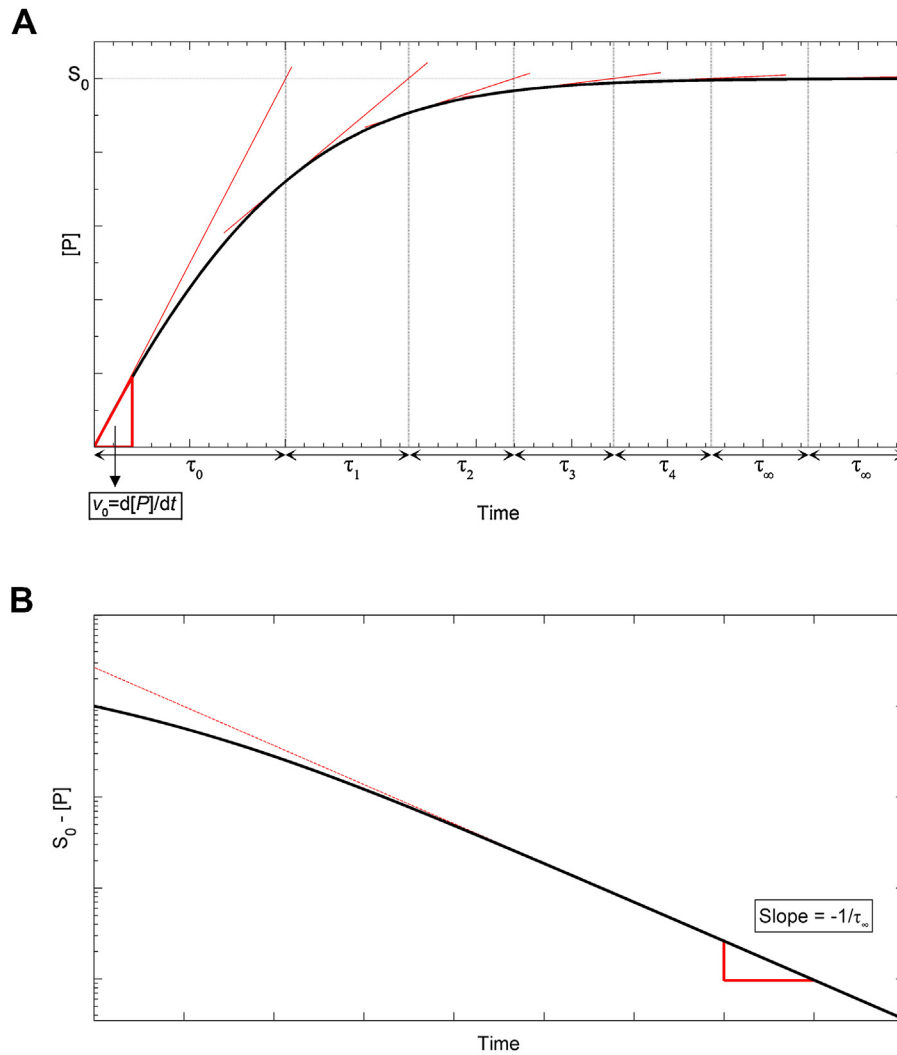 A
S₀
[P]
τ₀ τ₁ τ₂ τ₃ τ₄ τ∞ τ∞
v₀=d[P]/dt
Time
B
S₀ - [P]
Slope = -1/τ∞
Time